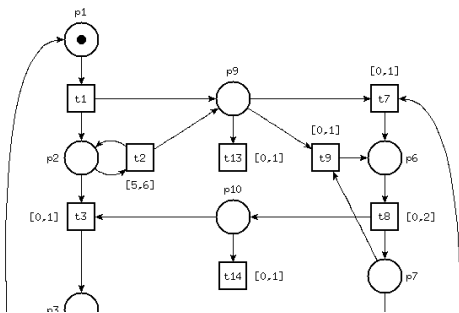 p1
p9
[0,1]
t1
t7
[0,1]
p2
t2
t13
[0,1]
t9
p6
[5,6]
p10
[0,1]
t3
t8
[0,2]
t14
[0,1]
p7
p3